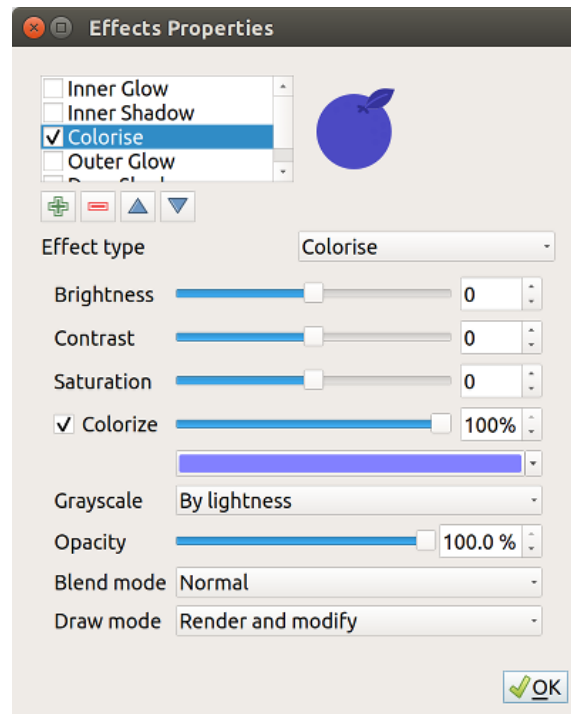 Effects Properties
Inner Glow
Inner Shadow
Colorise
Outer Glow
Effect type Colorise
Brightness 0
Contrast 0
Saturation 0
Colorize 100%
Grayscale By lightness
Opacity 100.0 %
Blend mode Normal
Draw mode Render and modify
OK